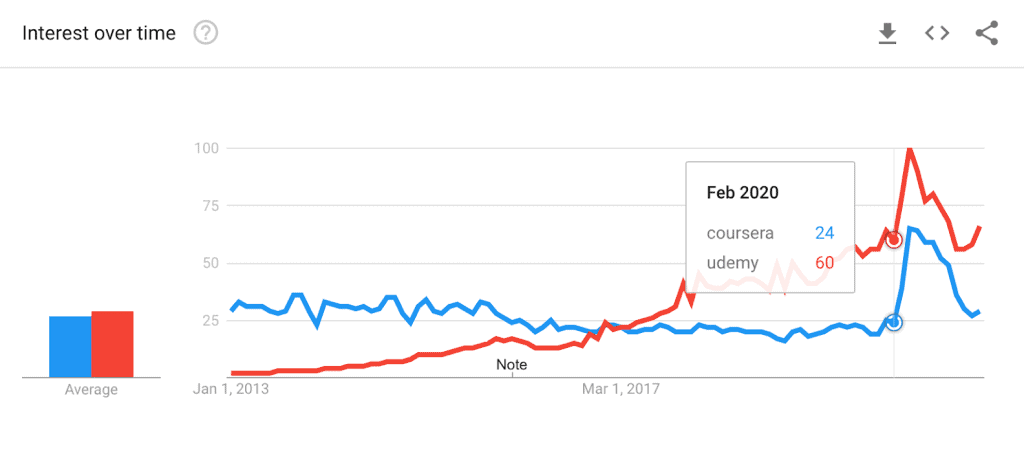 Interest over time ?
100
75
50
25
Feb 2020
coursera 24
udemy 60
Note
Average
Jan 1, 2013
Mar 1, 2017